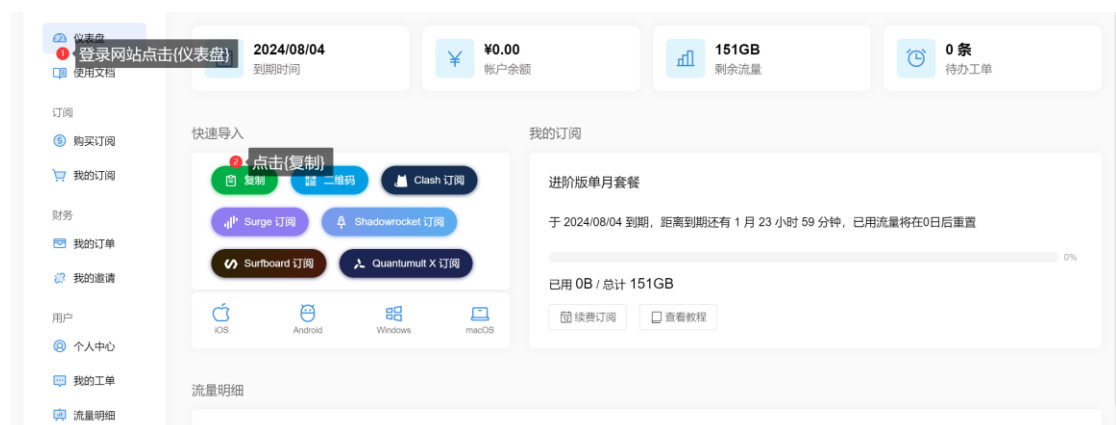 仪表盘
1 登录网站点击{仪表盘}
使用文档
订阅
购买订阅
我的订阅
财务
我的订单
我的邀请
用户
个人中心
我的工单
流量明细
2024/08/04
到期时间
¥0.00
帐户余额
151GB
剩余流量
0 条
待办工单
快速导入
2 点击{复制}
复制
二维码
Clash 订阅
Surge 订阅
Shadowrocket 订阅
Surfboard 订阅
Quantumult X 订阅
iOS
Android
Windows
macOS
我的订阅
进阶版单月套餐
于 2024/08/04 到期，距离到期还有 1 月 23 小时 59 分钟，已用流量将在0日后重置
0%
已用 0B / 总计 151GB
续费订阅
查看教程
流量明细